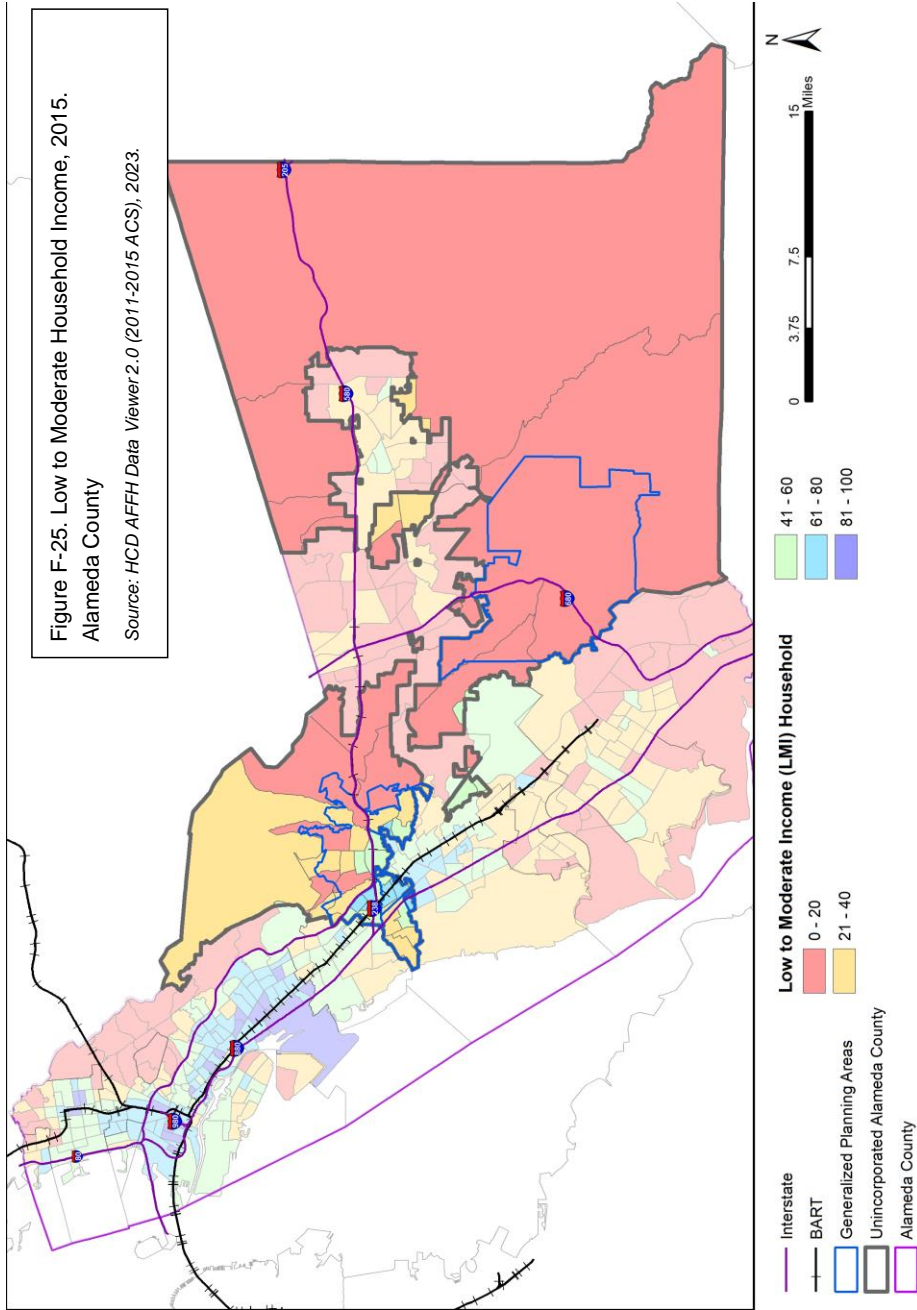 Figure F-25. Low to Moderate Household Income, 2015.
Alameda County
Source: HCD AFFH Data Viewer 2.0 (2011-2015 ACS), 2023.
205
580
680
238
880
980
80
Interstate
BART
Generalized Planning Areas
Unincorporated Alameda County
Alameda County
Low to Moderate Income (LMI) Household
0 - 20
21 - 40
41 - 60
61 - 80
81 - 100
0 3.75 7.5 15
Miles
N